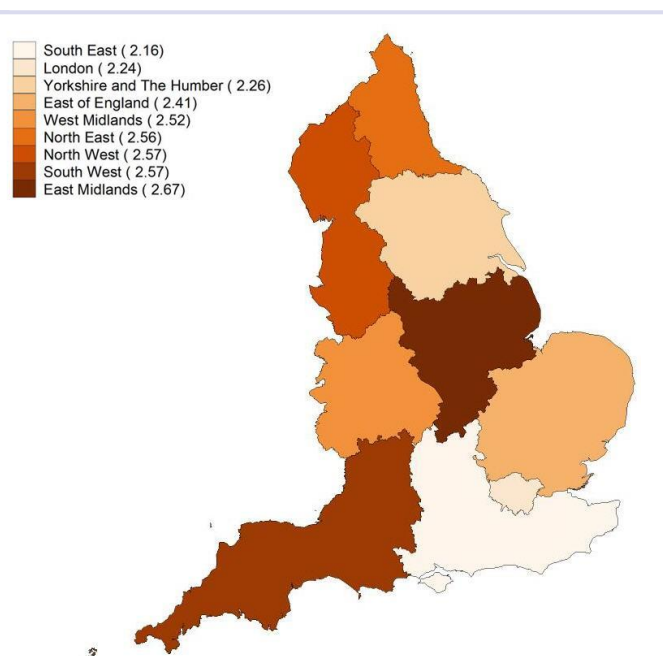 South East ( 2.16)
London ( 2.24)
Yorkshire and The Humber ( 2.26)
East of England ( 2.41)
West Midlands ( 2.52)
North East ( 2.56)
North West ( 2.57)
South West ( 2.57)
East Midlands ( 2.67)